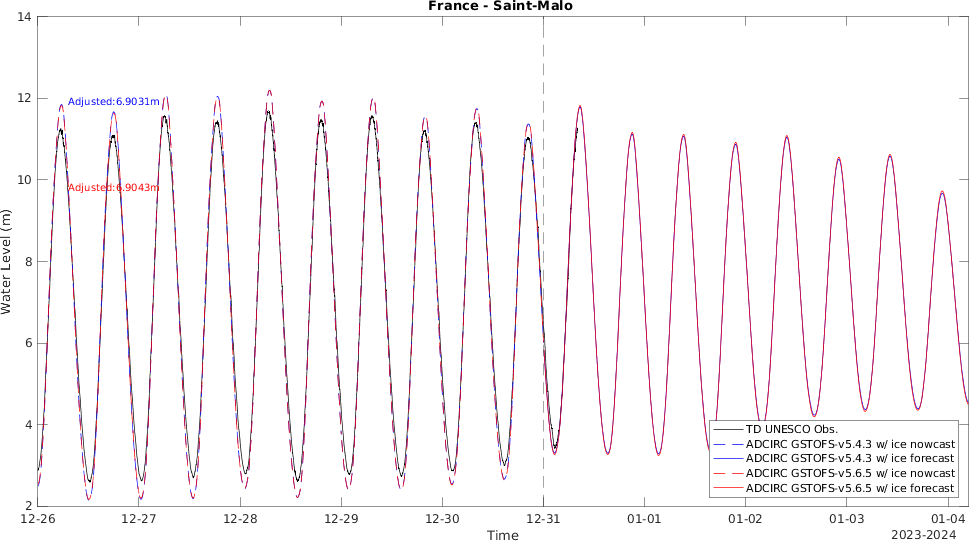 France - Saint-Malo
14
12
10
8
6
4
2
Water Level (m)
Adjusted:6.9031m
Adjusted:6.9043m
TD UNESCO Obs.
ADCIRC GSTOFS-v5.4.3 w/ ice nowcast
ADCIRC GSTOFS-v5.4.3 w/ ice forecast
ADCIRC GSTOFS-v5.6.5 w/ ice nowcast
ADCIRC GSTOFS-v5.6.5 w/ ice forecast
12-26 12-27 12-28 12-29 12-30 12-31 01-01 01-02 01-03 01-04
Time
2023-2024